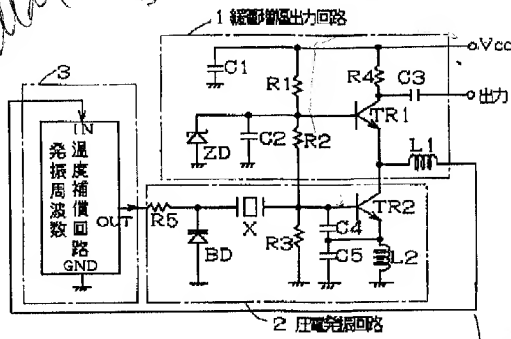 1 緩衝増幅出力回路
3
C1
R1
R4
C3
Vcc
出力
TR1
IN
ZD
C2
R2
L1
発振周波数
温度補償回路
OUT
R5
X
TR2
C4
BD
R3
C5
L2
GND
2 圧電発振回路